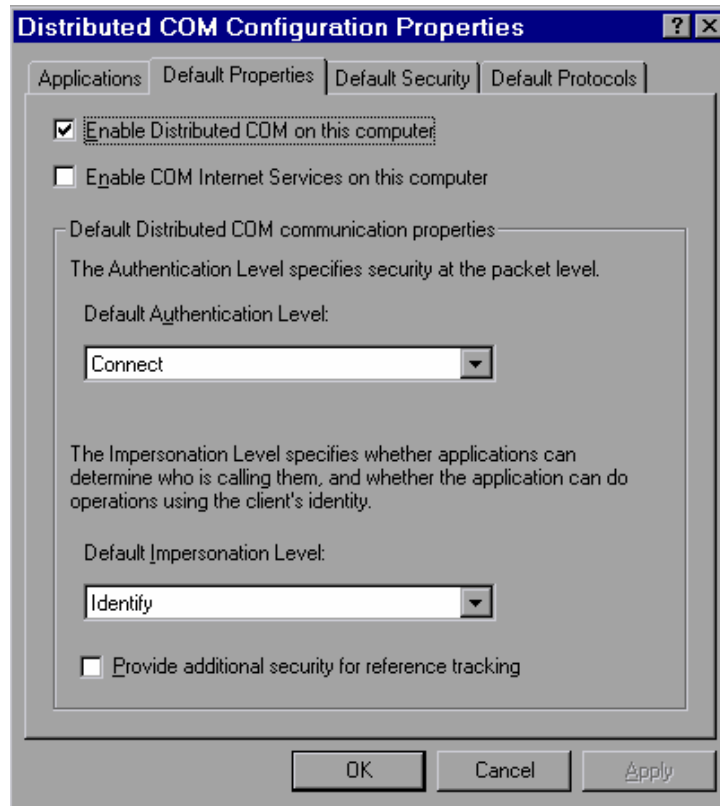 Distributed COM Configuration Properties
Applications Default Properties Default Security Default Protocols
Enable Distributed COM on this computer
Enable COM Internet Services on this computer
Default Distributed COM communication properties
The Authentication Level specifies security at the packet level.
Default Authentication Level:
Connect
The Impersonation Level specifies whether applications can
determine who is calling them, and whether the application can do
operations using the client's identity.
Default Impersonation Level:
Identify
Provide additional security for reference tracking
OK Cancel Apply